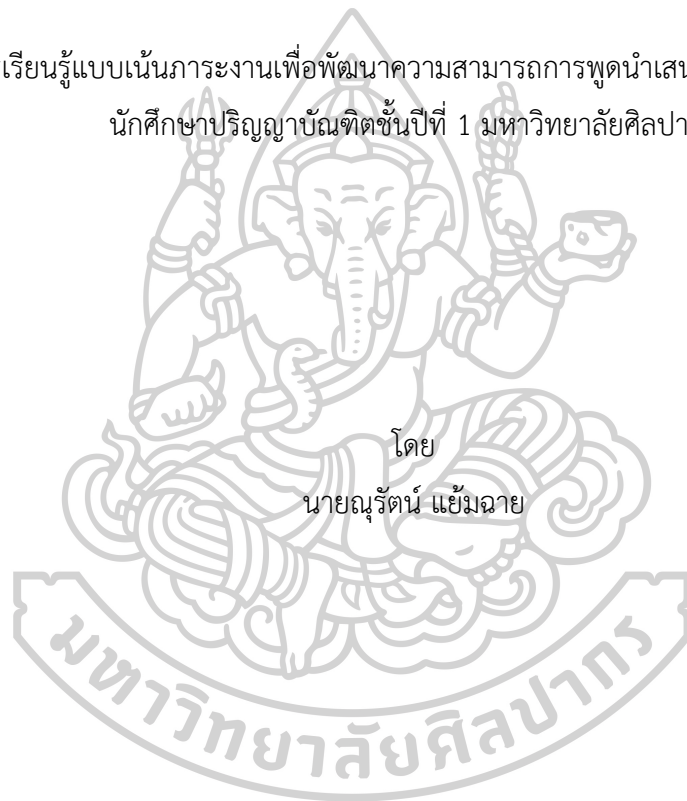 เรียนรู้แบบเน้นภาระงานเพื่อพัฒนาความสามารถการพูดนำเสน
นักศึกษาปริญญาบัณฑิตชั้นปีที่ 1 มหาวิทยาลัยศิลปา
โดย
นายณุรัตน์ แย้มฉาย
มหาวิทยาลัยศิลปากร